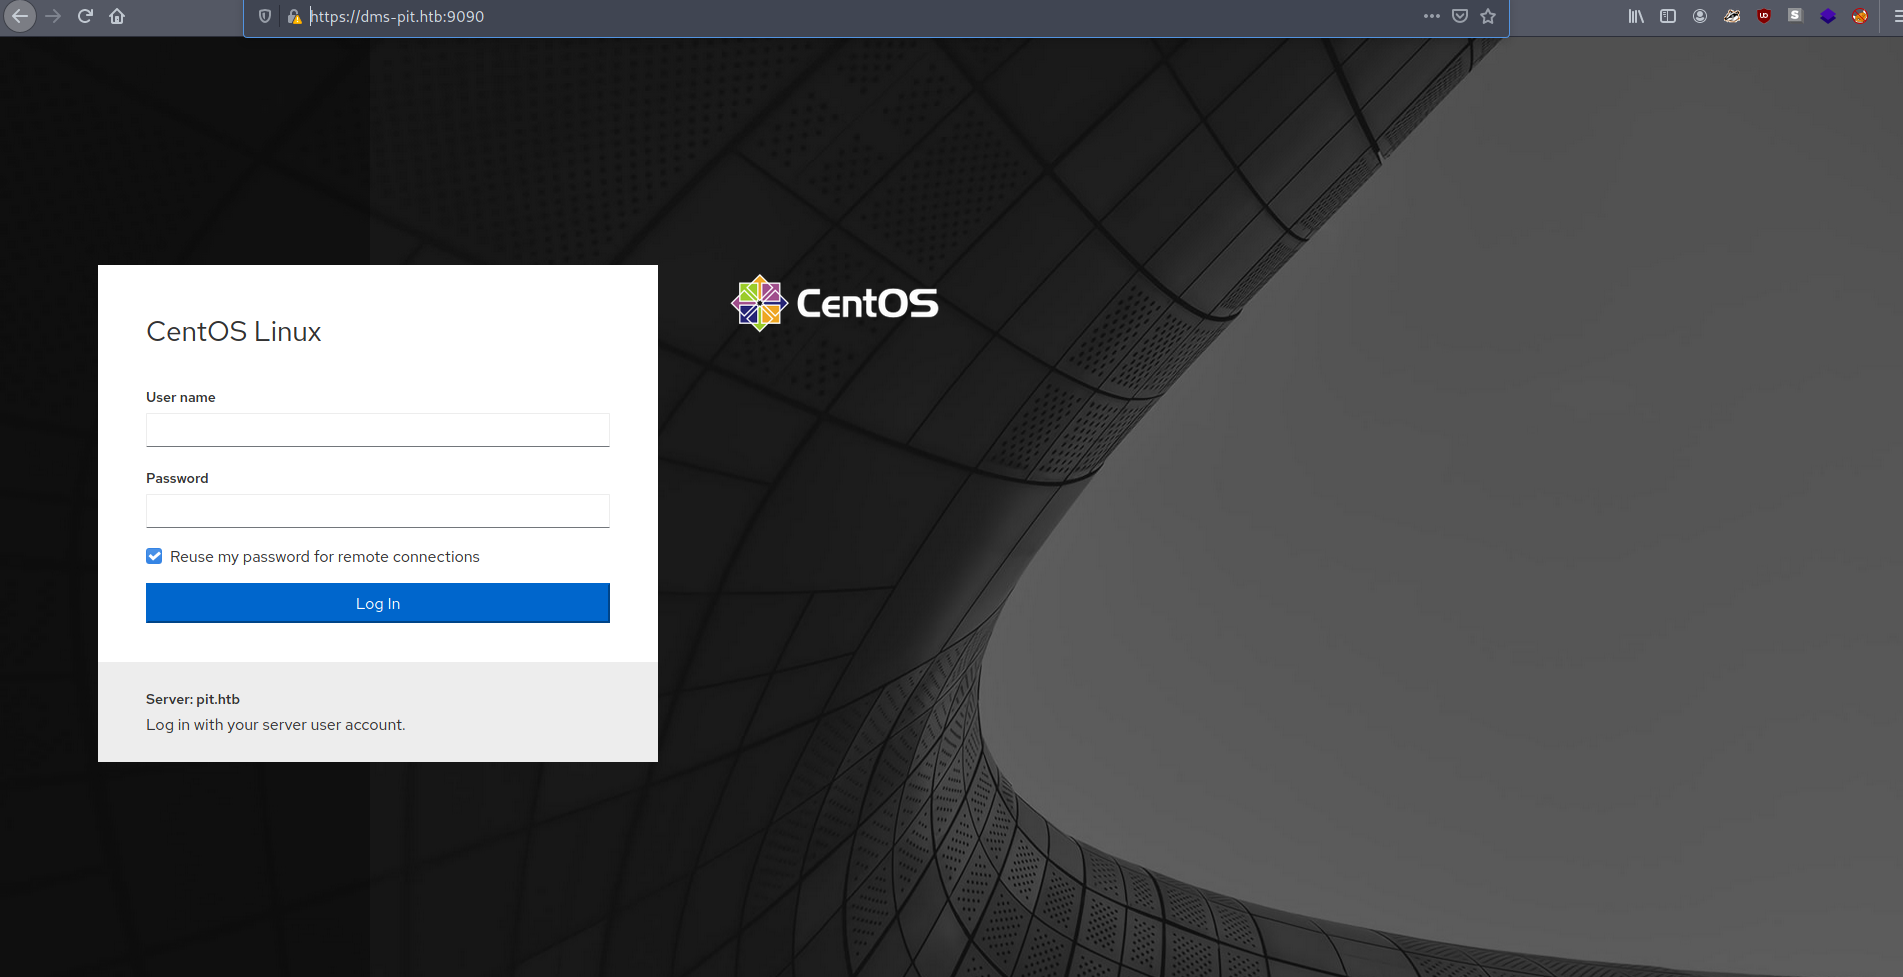 https://dms-pit.htb:9090
CentOS
CentOS Linux
User name
Password
Reuse my password for remote connections
Log In
Server: pit.htb
Log in with your server user account.